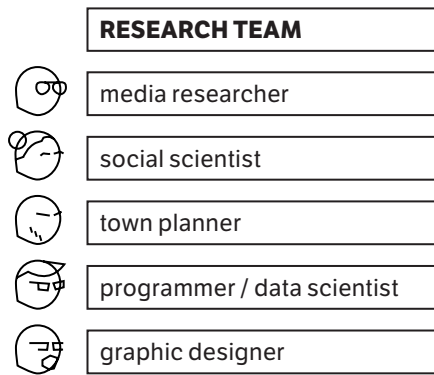 RESEARCH TEAM
media researcher
social scientist
town planner
programmer / data scientist
graphic designer